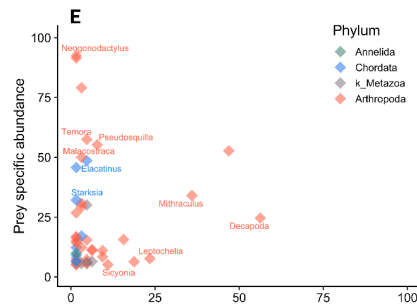 E
Phylum
Annelida
Chordata
k_Metazoa
Arthropoda
Prey specific abundance
100
75
50
25
0
Neogonodactylus
Temora
Pseudosquilla
Malacostraca
Elacatinus
Starksia
Mithraculus
Decapoda
Leptochelia
Sicyonia
0
25
50
75
100